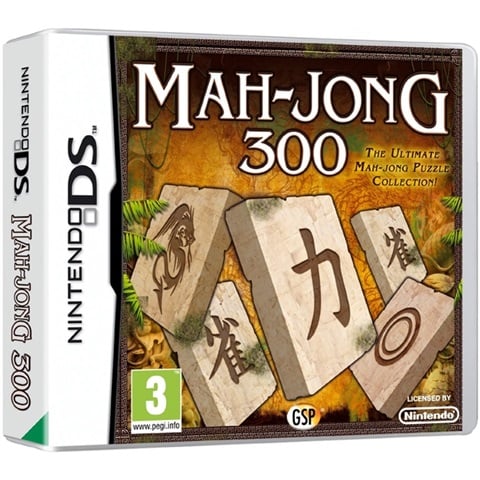 NINTENDO DS
MAH-JONG 300
NINTENDO DS™
MAH-JONG
300
THE ULTIMATE
MAH-JONG PUZZLE
COLLECTION!
力
雀
雀
3
www.pegi.info
GSP
LICENSED BY
Nintendo